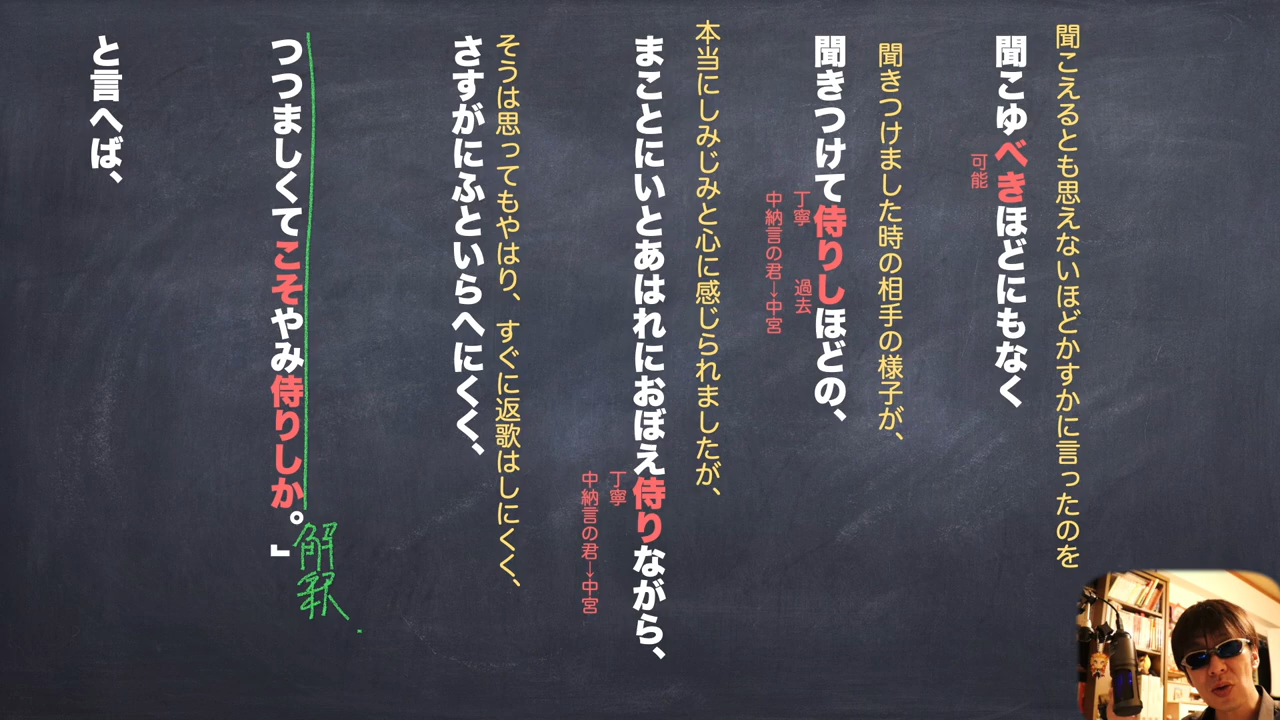 聞こえるとも思えないほどかすかに言ったのを
聞こゆべきほどにもなく
可能
聞きつけました時の相手の様子が、
聞きつけて侍りしほどの、
丁寧
過去
中納言の君→中宮
本当にしみじみと心に感じられましたが、
まことにいとあはれにおぼえ侍りながら、
丁寧
中納言の君→中宮
そうは思ってもやはり、すぐに返歌はしにくく、
さすがにふといらへにくく、
つつましくてこそやみ侍りしか。」
解釈
と言へば、